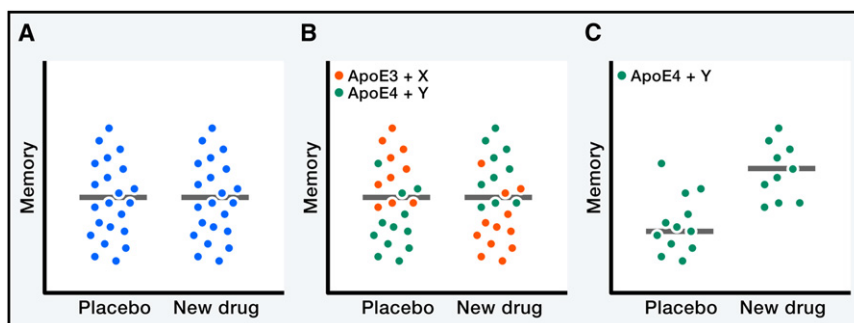 A
Memory
Placebo New drug
B
ApoE3 + X
ApoE4 + Y
Memory
Placebo New drug
C
ApoE4 + Y
Memory
Placebo New drug